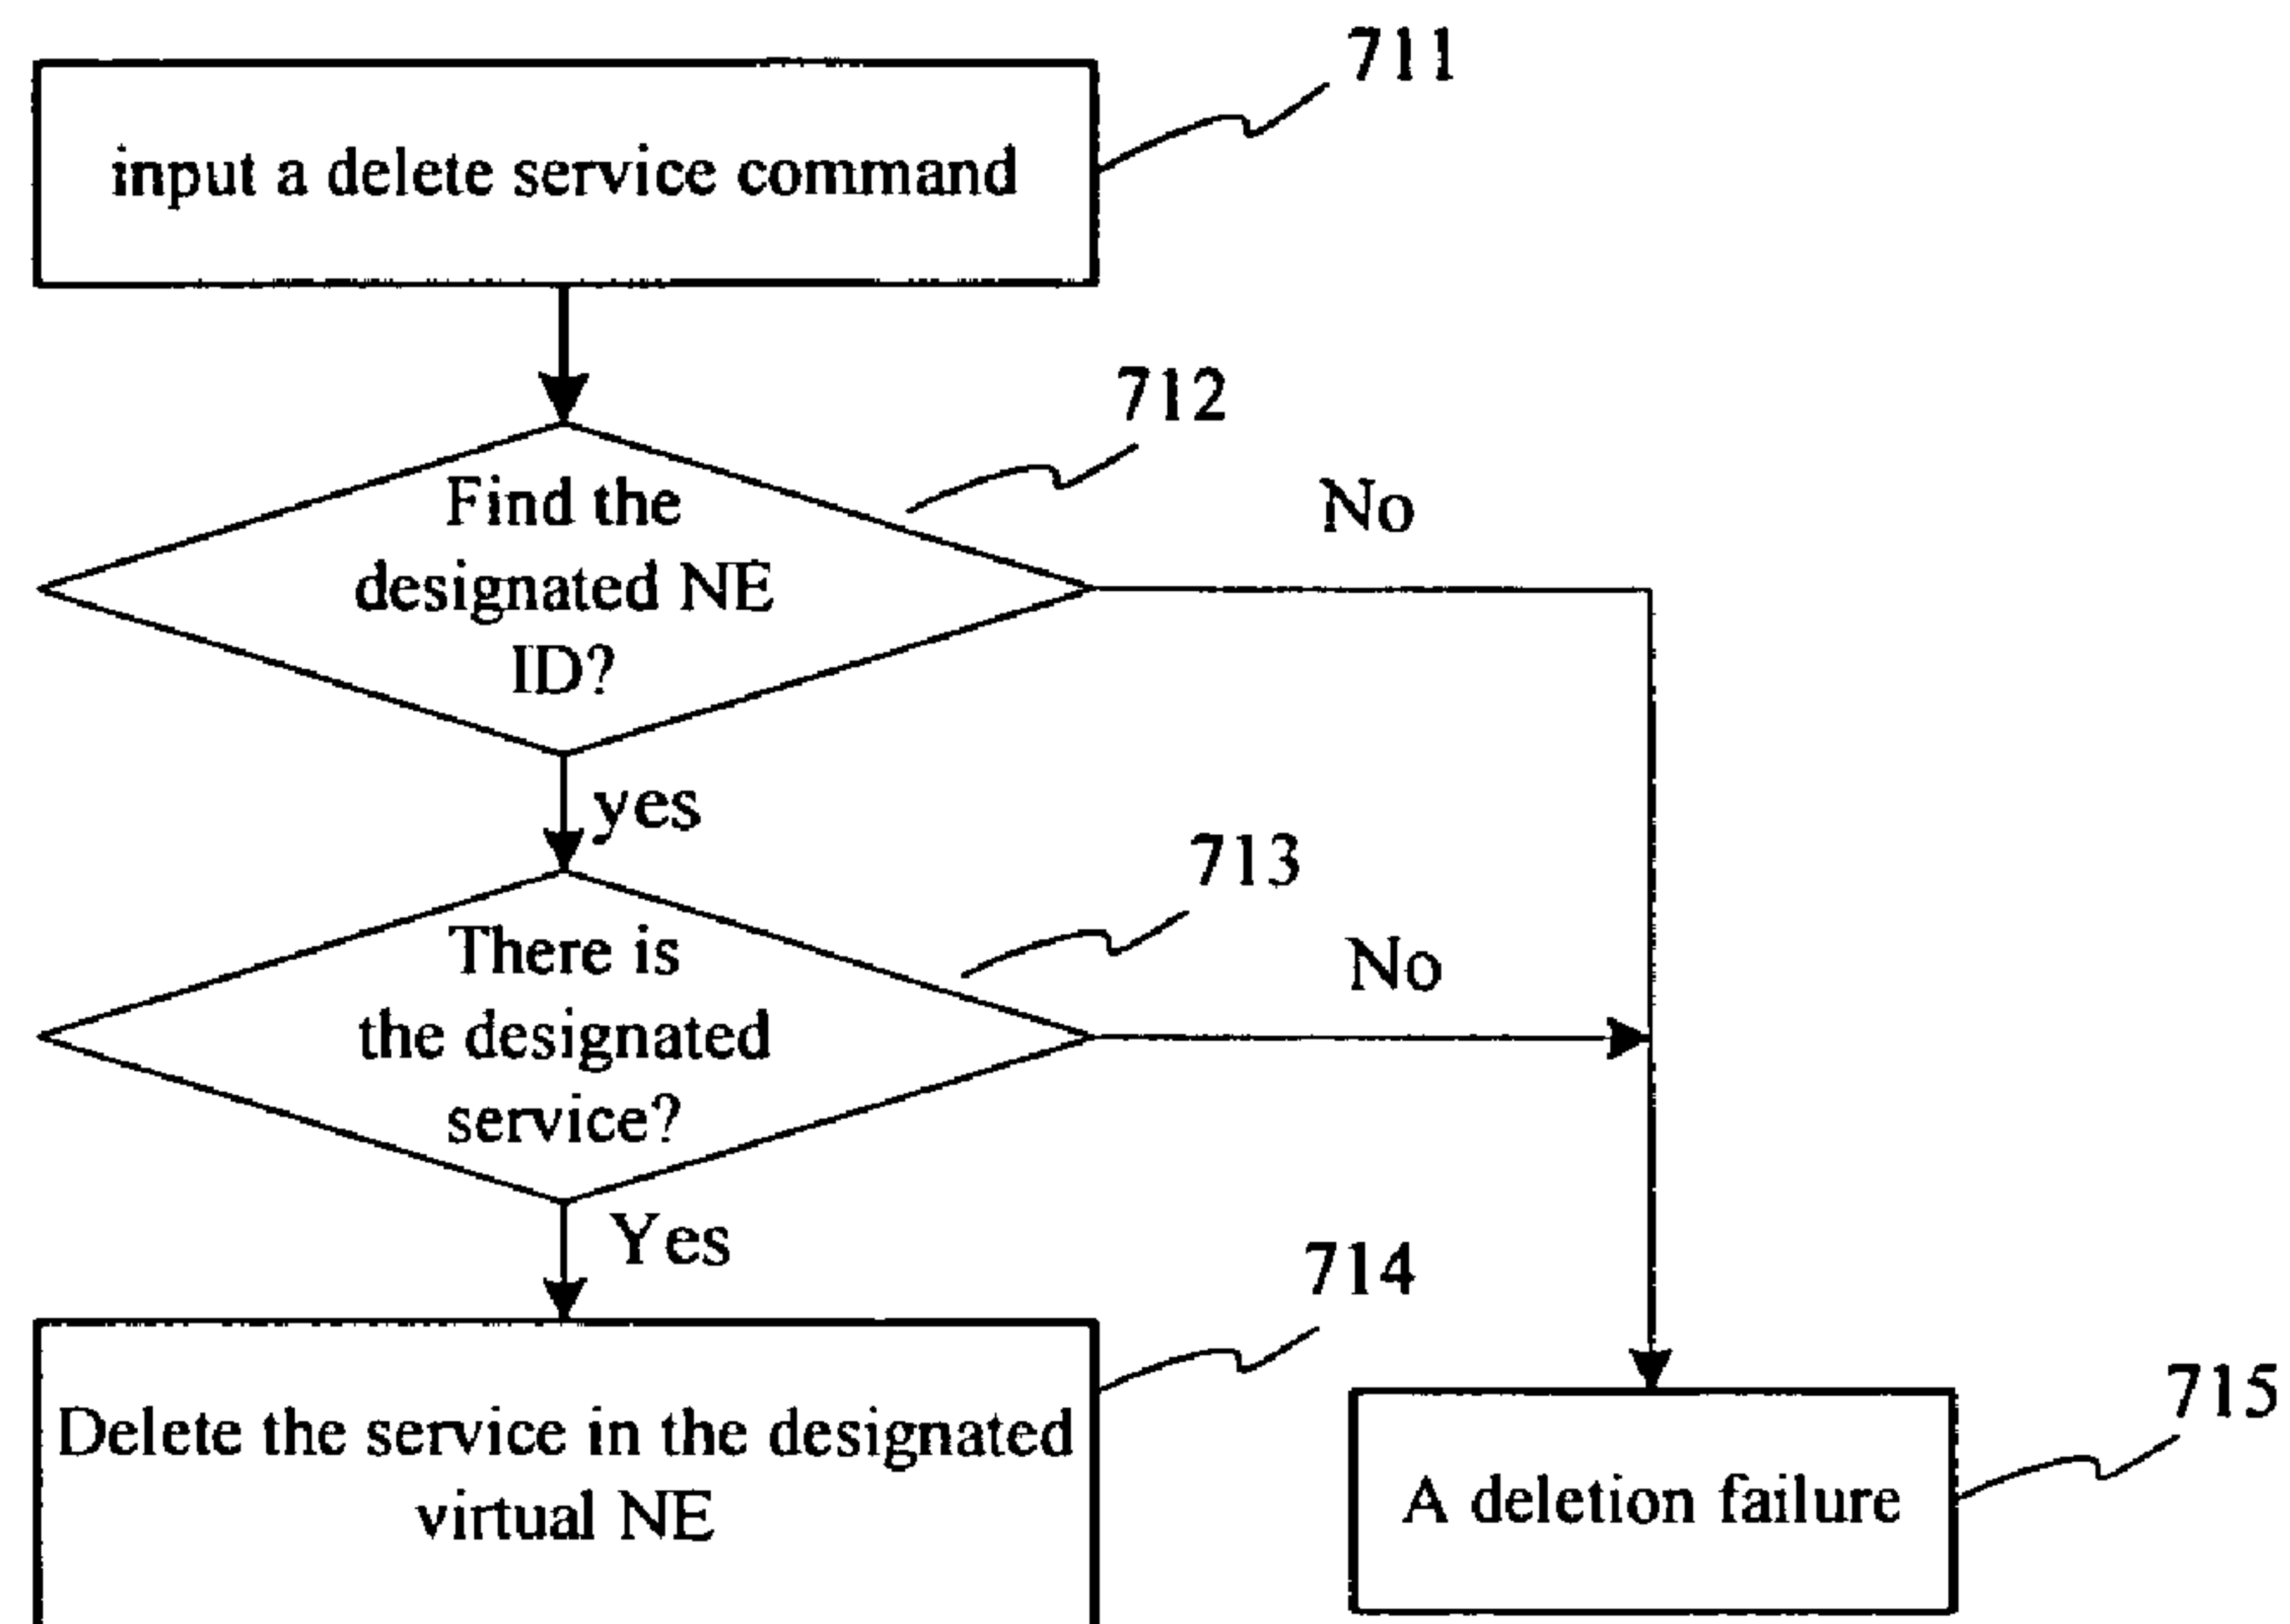 711
input a delete service command
712
Find the
designated NE
ID?
No
yes
713
There is
the designated
service?
No
Yes
714
Delete the service in the designated
virtual NE
715
A deletion failure